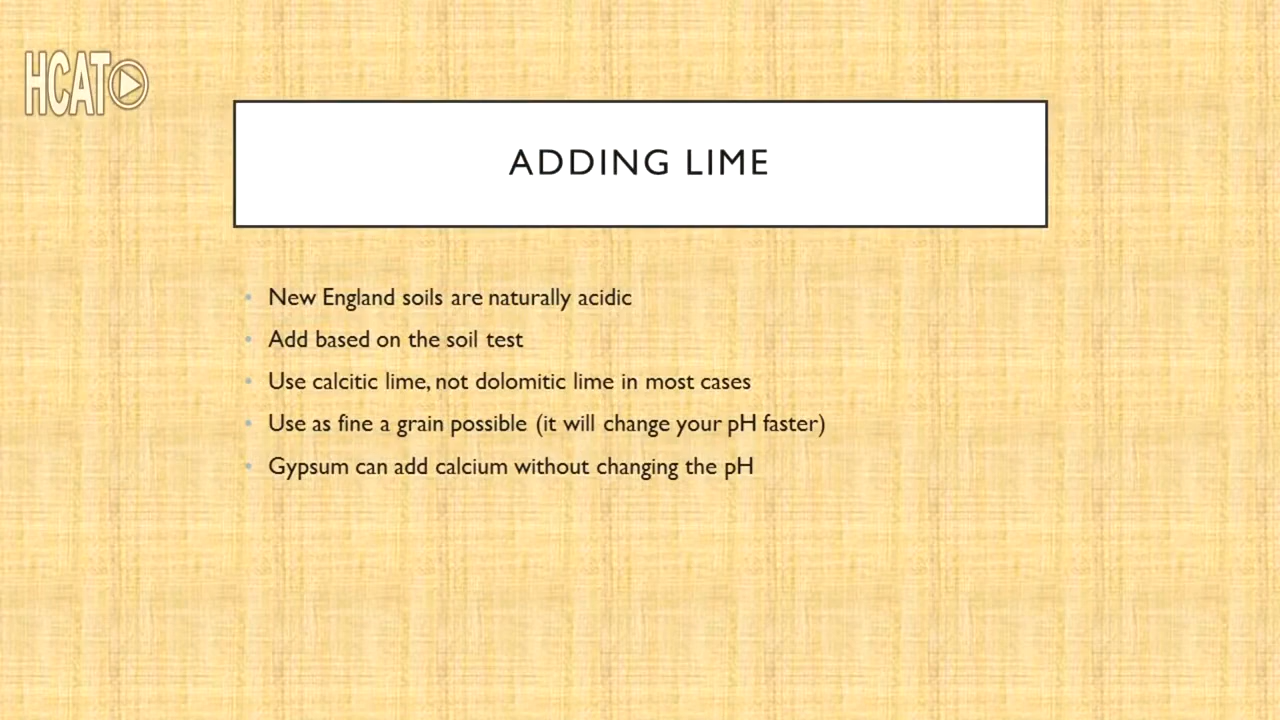 HCAT
ADDING LIME
• New England soils are naturally acidic
• Add based on the soil test
• Use calcitic lime, not dolomitic lime in most cases
• Use as fine a grain possible (it will change your pH faster)
• Gypsum can add calcium without changing the pH